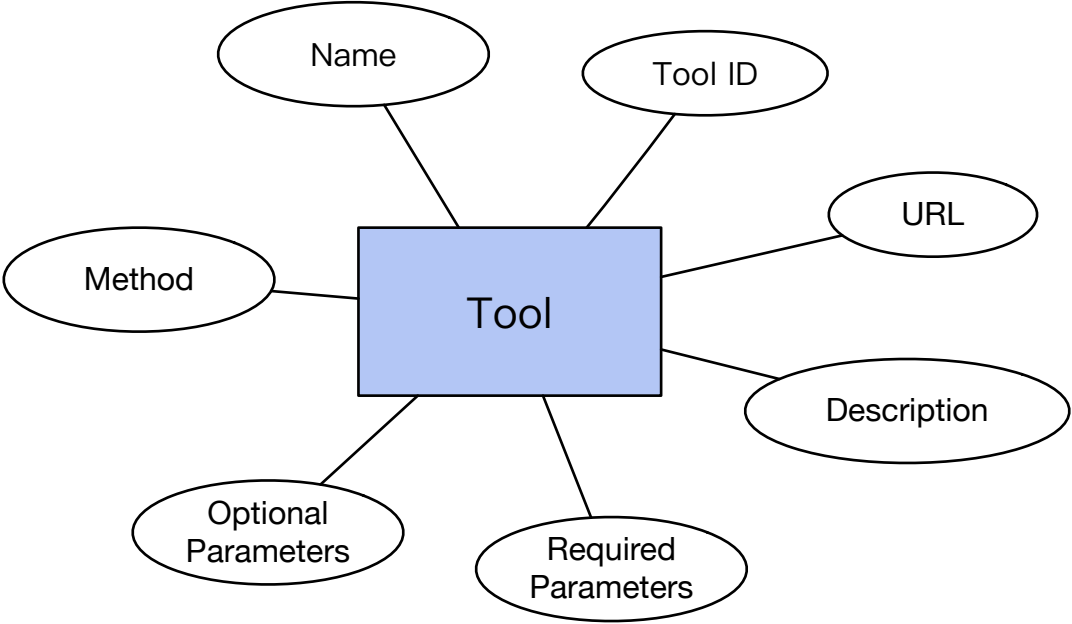 Name
Tool ID
URL
Method
Tool
Description
Optional
Parameters
Required
Parameters